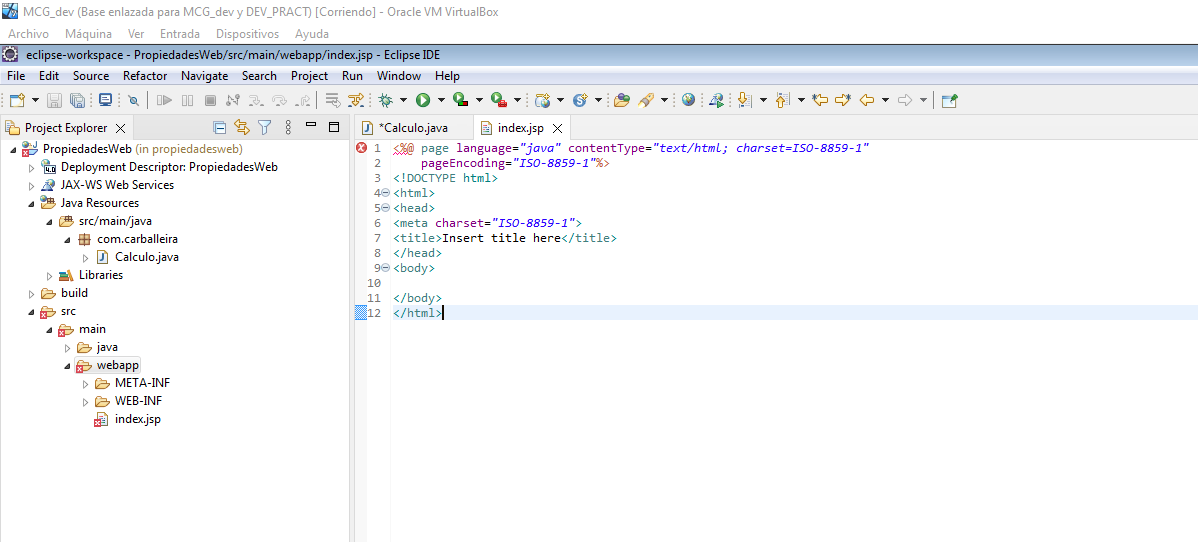 MCG_dev (Base enlazada para MCG_dev y DEV_PRACT) [Corriendo] - Oracle VM VirtualBox
Archivo Máquina Ver Entrada Dispositivos Ayuda
eclipse-workspace - PropiedadesWeb/src/main/webapp/index.jsp - Eclipse IDE
File Edit Source Refactor Navigate Search Project Run Window Help
Project Explorer
PropiedadesWeb (in propiedadesweb)
Deployment Descriptor: PropiedadesWeb
JAX-WS Web Services
Java Resources
src/main/java
com.carballeira
Calculo.java
Libraries
build
src
main
java
webapp
META-INF
WEB-INF
index.jsp
*Calculo.java index.jsp
1 <%@ page language="java" contentType="text/html; charset=ISO-8859-1"
2 pageEncoding="ISO-8859-1"%>
3 <!DOCTYPE html>
4 <html>
5 <head>
6 <meta charset="ISO-8859-1">
7 <title>Insert title here</title>
8 </head>
9 <body>
10
11 </body>
12 </html>